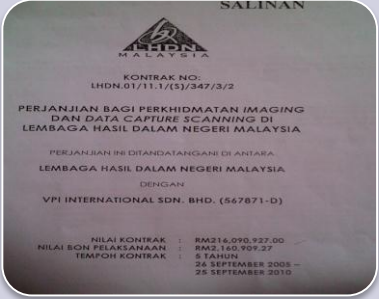 SALINAN
LHDN
MALAYSIA
KONTRAK NO:
LHDN.01/11.1/(S)/347/3/2
PERJANJIAN BAGI PERKHIDMATAN IMAGING
DAN DATA CAPTURE SCANNING DI
LEMBAGA HASIL DALAM NEGERI MALAYSIA
PERJANJIAN INI DITANDATANGANI DI ANTARA
LEMBAGA HASIL DALAM NEGERI MALAYSIA
DENGAN
VPI INTERNATIONAL SDN. BHD. (567871-D)
NILAI KONTRAK : RM216,090,927.00
NILAI BON PELAKSANAAN : RM2,160,909.27
TEMPOH KONTRAK : 5 TAHUN
26 SEPTEMBER 2005 –
25 SEPTEMBER 2010